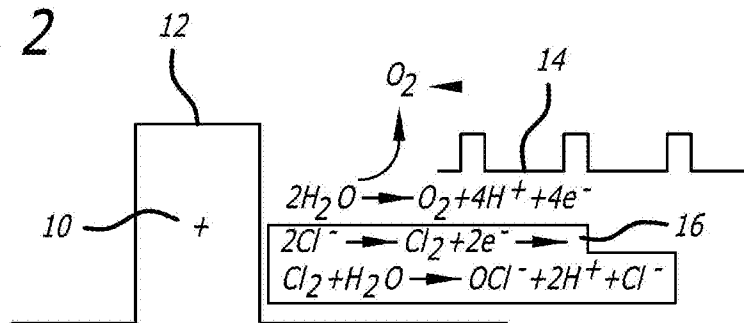 2
12
O₂
14
2H₂O → O₂+4H⁺+4e⁻
10
+
2Cl⁻ → Cl₂+2e⁻ →
16
Cl₂+H₂O → OCl⁻+2H⁺+Cl⁻